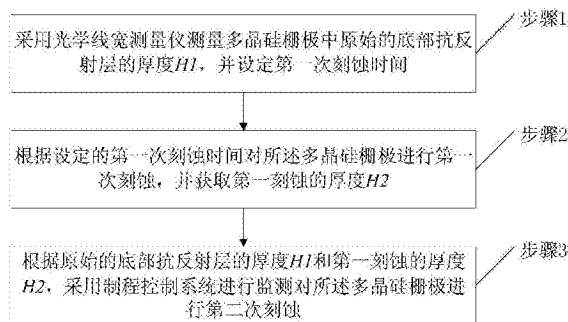 步骤1
采用光学线宽测量仪测量多晶硅栅极中原始的底部抗反
射层的厚度H1，并设定第一次刻蚀时间
步骤2
根据设定的第一次刻蚀时间对所述多晶硅栅极进行第一
次刻蚀，并获取第一刻蚀的厚度H2
步骤3
根据原始的底部抗反射层的厚度H1和第一刻蚀的厚度
H2，采用制程控制系统进行监测对所述多晶硅栅极进
行第二次刻蚀